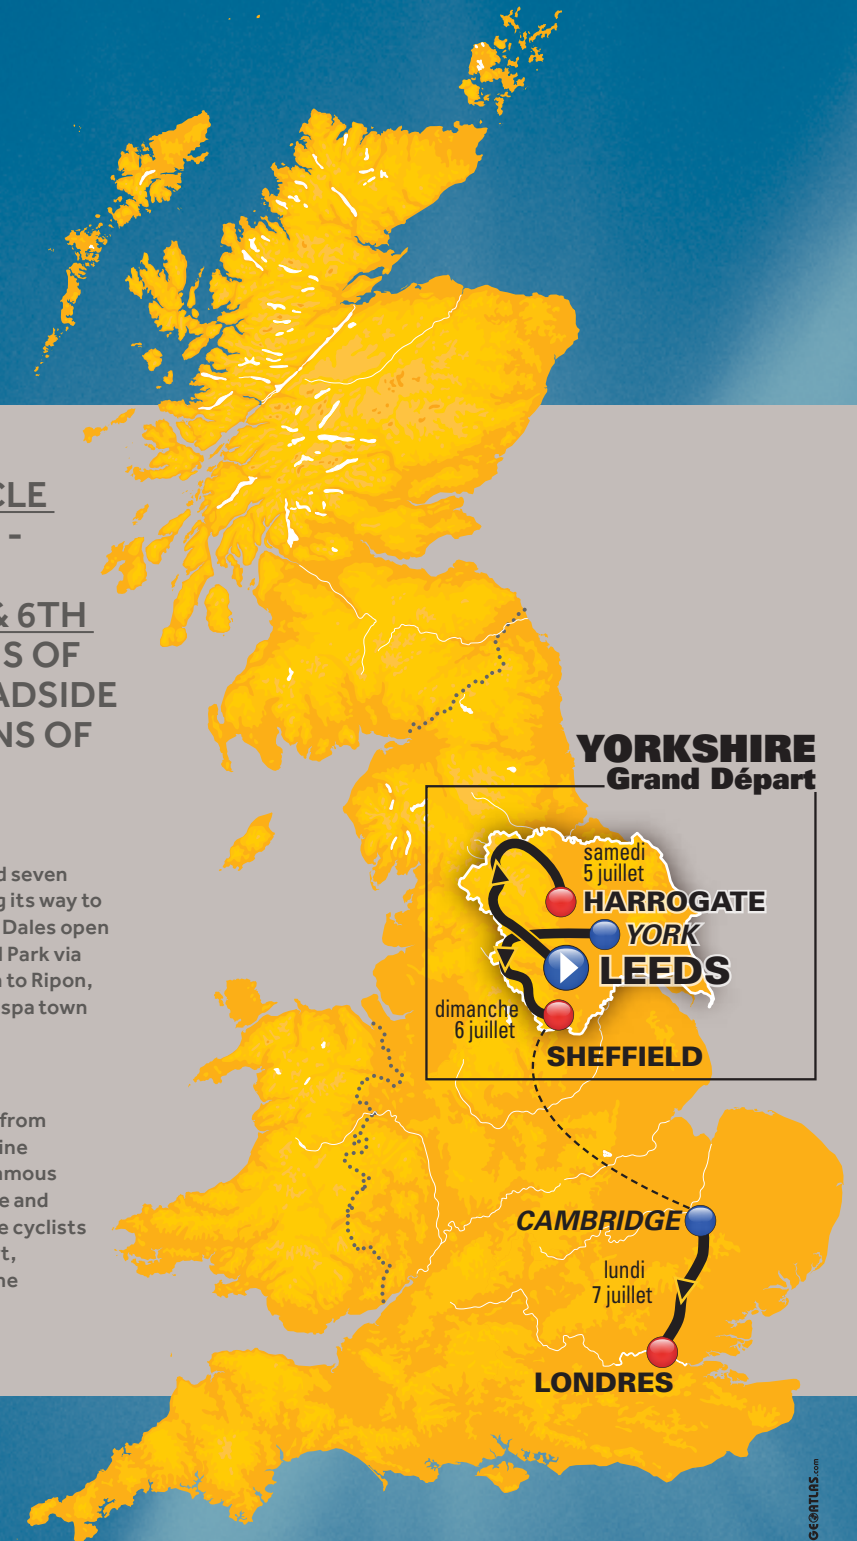 CLE
-
& 6TH
S OF
ADSIDE
NS OF
d seven
g its way to
Dales open
l Park via
n to Ripon,
spa town
from
ine
amous
e and
e cyclists
t,
ne
YORKSHIRE
Grand Départ
samedi
5 juillet
HARROGATE
YORK
LEEDS
dimanche
6 juillet
SHEFFIELD
CAMBRIDGE
lundi
7 juillet
LONDRES
GEOATLAS.com